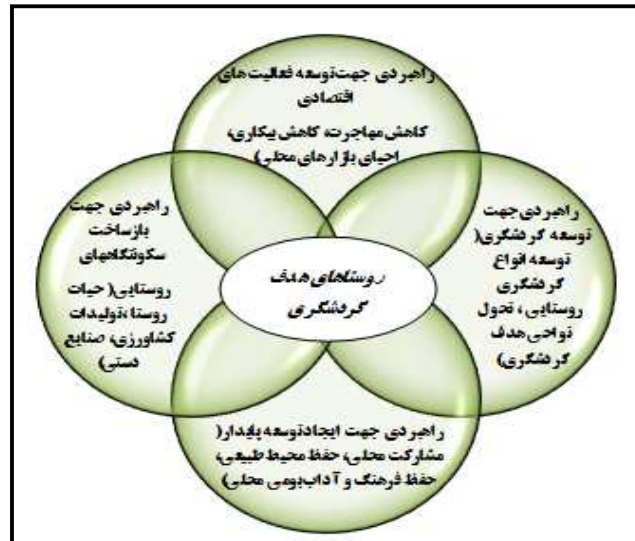 راهبردی جهت توسعه فعالیت‌های
اقتصادی
کاهش مهاجرت، کاهش بیکاری،
احیای بازارهای محلی)
راهبردی جهت
توسعه گردشگری(
توسعه انواع
گردشگری
روستایی، تحول
نواحی هدف
گردشگری)
راهبردی جهت
بازساخت
سکونتگاههای
روستایی( حیات
روستا، تولیدات
کشاورزی، صنایع
دستی)
روستاهای هدف
گردشگری
راهبردی جهت ایجاد توسعه پایدار(
مشارکت محلی، حفظ محیط طبیعی،
حفظ فرهنگ و آداب بومی محلی)